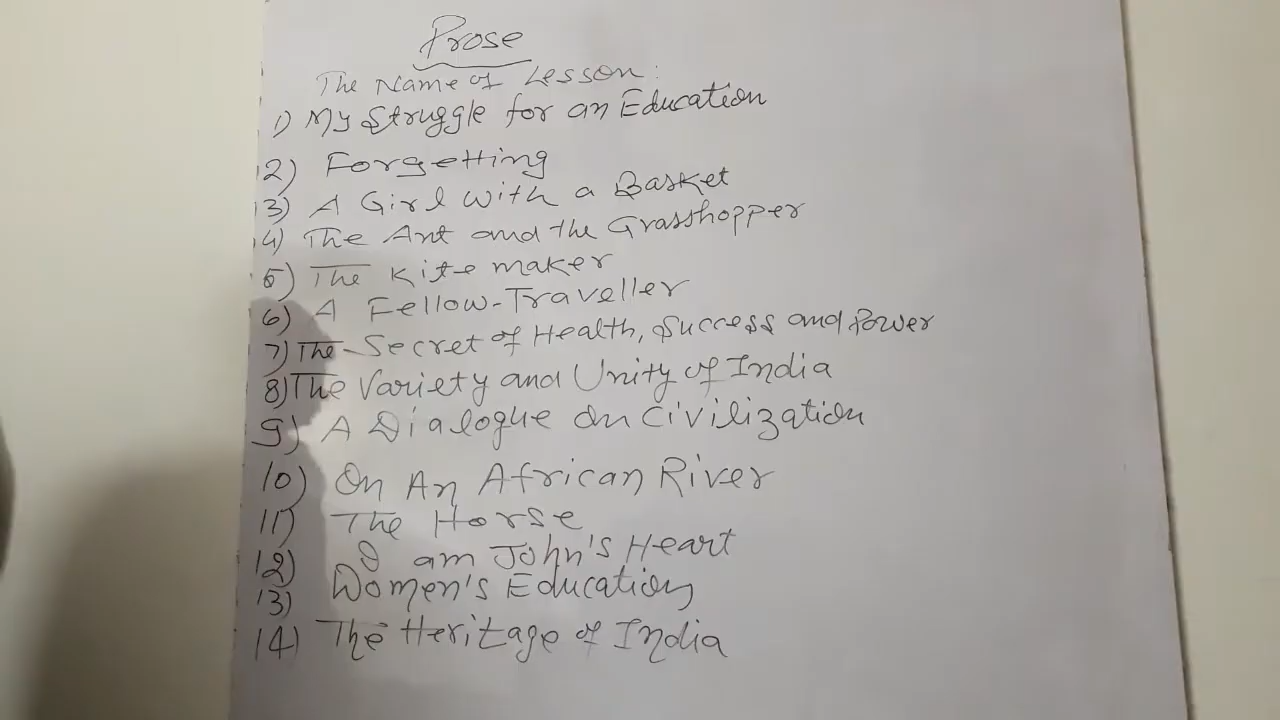 Prose
The Name of Lesson:
1) My Struggle for an Education
2) Forgetting
3) A Girl with a Basket
4) The Ant and the Grasshopper
5) The Kite maker
6) A Fellow-Traveller
7) The Secret of Health, Success and Power
8) The Variety and Unity of India
9) A Dialogue on Civilization
10) On An African River
11) The Horse
12) I am John's Heart
13) Women's Education
14) The Heritage of India